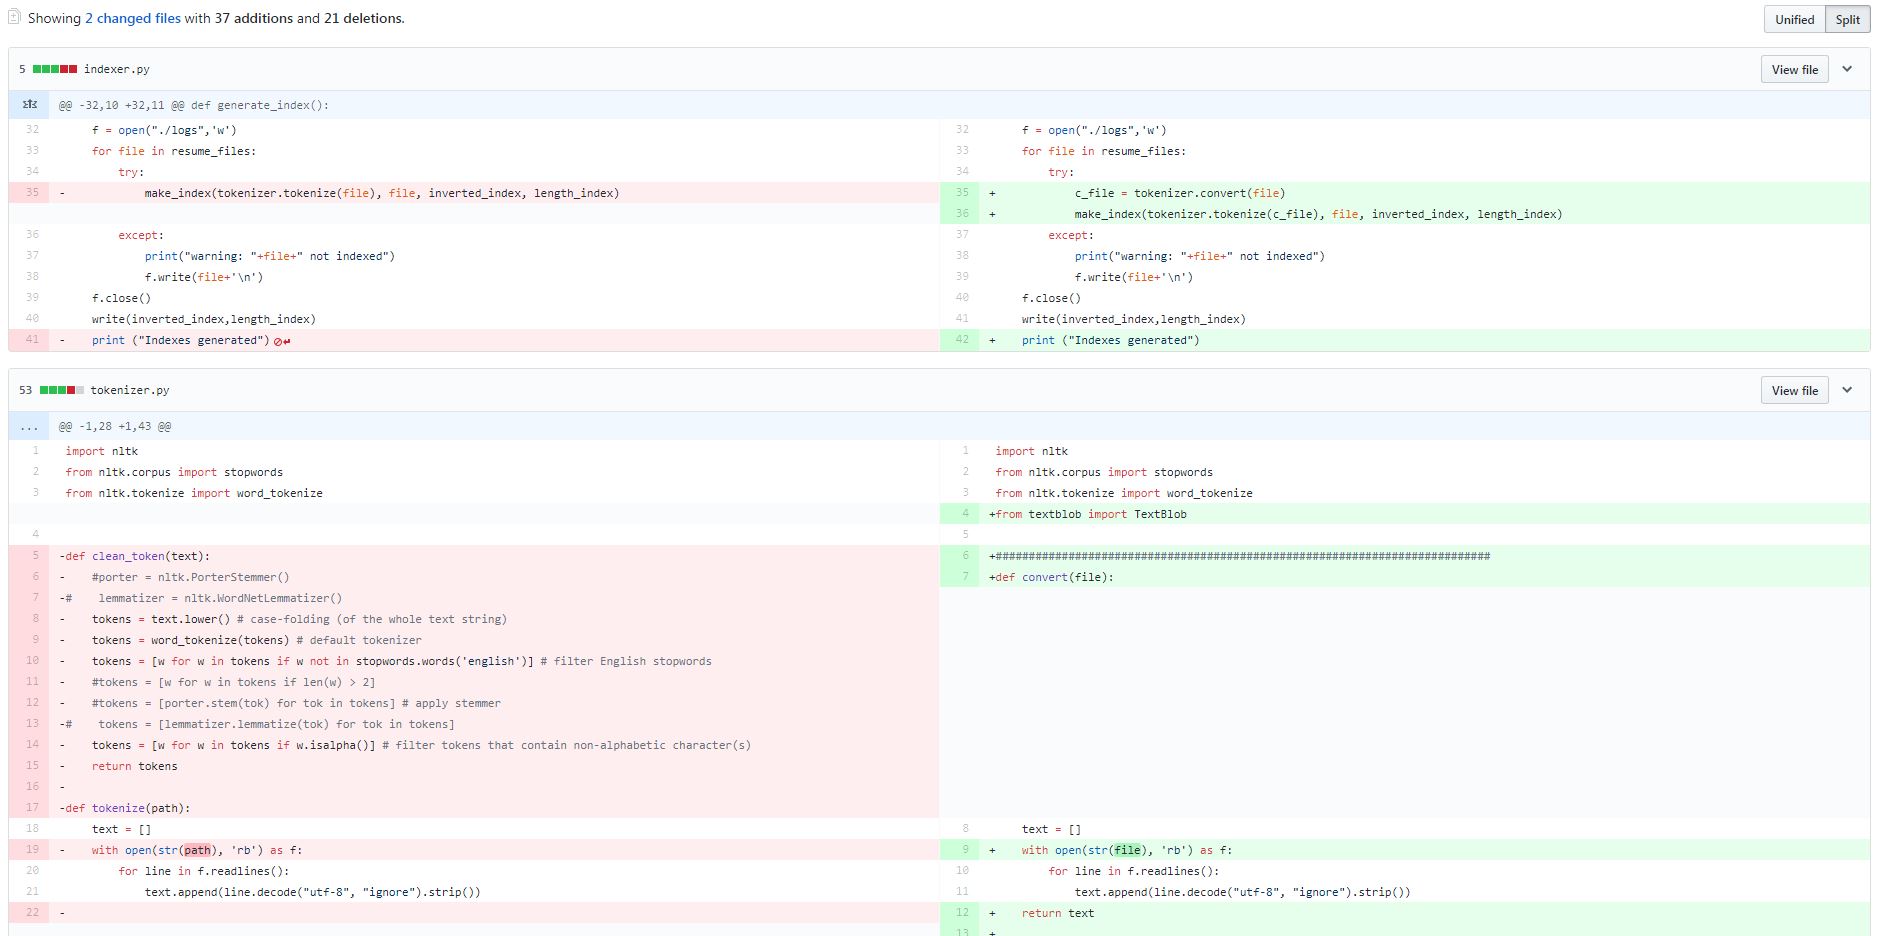 Showing 2 changed files with 37 additions and 21 deletions.
Unified Split
5 indexer.py View file
@@ -32,10 +32,11 @@ def generate_index():
32 f = open("./logs",'w') 32 f = open("./logs",'w')
33 for file in resume_files: 33 for file in resume_files:
34 try: 34 try:
35 - make_index(tokenizer.tokenize(file), file, inverted_index, length_index) 35 + c_file = tokenizer.convert(file)
36 + make_index(tokenizer.tokenize(c_file), file, inverted_index, length_index)
36 except: 37 except:
37 print("warning: "+file+" not indexed") 38 print("warning: "+file+" not indexed")
38 f.write(file+'\n') 39 f.write(file+'\n')
39 f.close() 40 f.close()
40 write(inverted_index,length_index) 41 write(inverted_index,length_index)
41 - print ("Indexes generated") 42 + print ("Indexes generated")
53 tokenizer.py View file
... @@ -1,28 +1,43 @@
1 import nltk 1 import nltk
2 from nltk.corpus import stopwords 2 from nltk.corpus import stopwords
3 from nltk.tokenize import word_tokenize 3 from nltk.tokenize import word_tokenize
4 +from textblob import TextBlob
4 5
5 -def clean_token(text): 6 +###########################################################################
6 - #porter = nltk.PorterStemmer() 7 +def convert(file):
7 -# lemmatizer = nltk.WordNetLemmatizer()
8 - tokens = text.lower() # case-folding (of the whole text string)
9 - tokens = word_tokenize(tokens) # default tokenizer
10 - tokens = [w for w in tokens if w not in stopwords.words('english')] # filter English stopwords
11 - #tokens = [w for w in tokens if len(w) > 2]
12 - #tokens = [porter.stem(tok) for tok in tokens] # apply stemmer
13 -# tokens = [lemmatizer.lemmatize(tok) for tok in tokens]
14 - tokens = [w for w in tokens if w.isalpha()] # filter tokens that contain non-alphabetic character(s)
15 - return tokens
16 -
17 -def tokenize(path):
18 text = [] 8 text = []
19 - with open(str(path), 'rb') as f: 9 + with open(str(file), 'rb') as f:
20 for line in f.readlines(): 10 for line in f.readlines():
21 text.append(line.decode("utf-8", "ignore").strip()) 11 text.append(line.decode("utf-8", "ignore").strip())
22 - 12 + return text
13 +